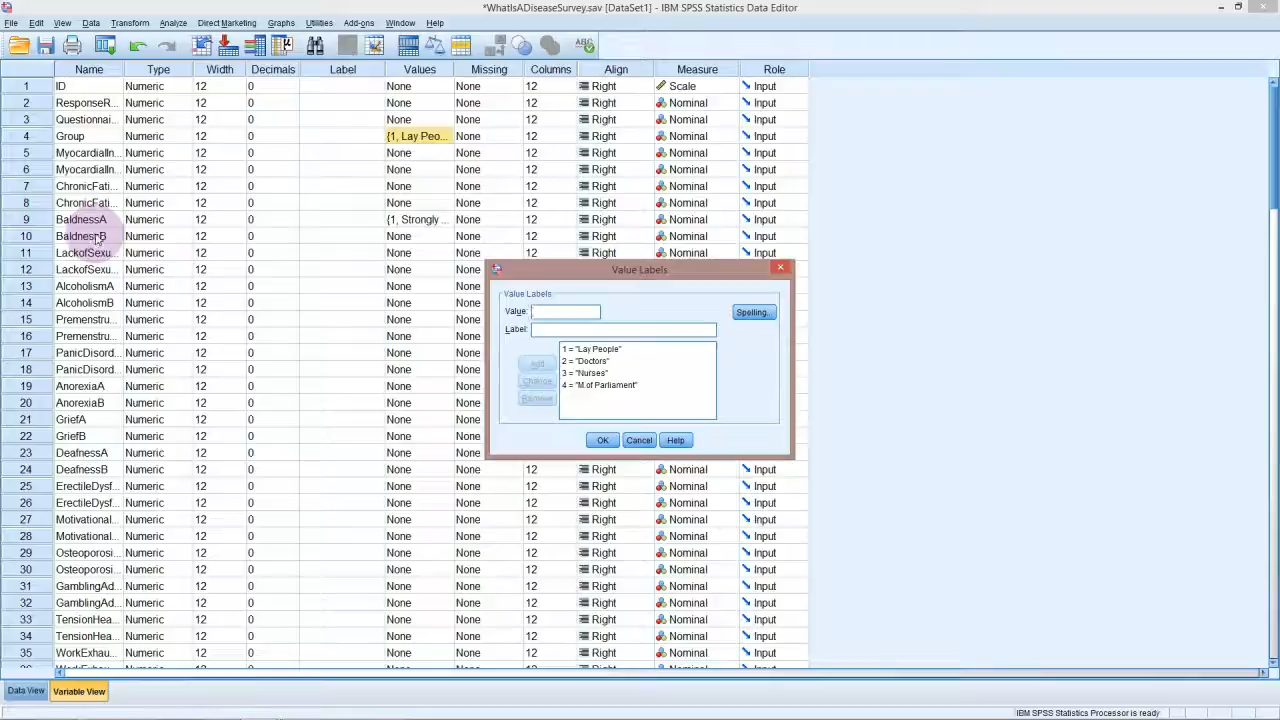 *WhatIsADiseaseSurvey.sav [DataSet1] - IBM SPSS Statistics Data Editor
File Edit View Data Transform Analyze Direct Marketing Graphs Utilities Add-ons Window Help
Name Type Width Decimals Label Values Missing Columns Align Measure Role
1 ID Numeric 12 0 None None 12 Right Scale Input
2 ResponseR... Numeric 12 0 None None 12 Right Nominal Input
3 Questionnai... Numeric 12 0 None None 12 Right Nominal Input
4 Group Numeric 12 0 {1, Lay Peo... None 12 Right Nominal Input
5 MyocardialIn... Numeric 12 0 None None 12 Right Nominal Input
6 MyocardialIn... Numeric 12 0 None None 12 Right Nominal Input
7 ChronicFati... Numeric 12 0 None None 12 Right Nominal Input
8 ChronicFati... Numeric 12 0 None None 12 Right Nominal Input
9 BaldnessA Numeric 12 0 {1, Strongly ... None 12 Right Nominal Input
10 BaldnessB Numeric 12 0 None None 12 Right Nominal Input
11 LackofSexu... Numeric 12 0 None None 12 Right Nominal Input
12 LackofSexu... Numeric 12 0 None
13 AlcoholismA Numeric 12 0 None
14 AlcoholismB Numeric 12 0 None
15 Premenstru... Numeric 12 0 None
16 Premenstru... Numeric 12 0 None
17 PanicDisord... Numeric 12 0 None
18 PanicDisord... Numeric 12 0 None
19 AnorexiaA Numeric 12 0 None
20 AnorexiaB Numeric 12 0 None
21 GriefA Numeric 12 0 None
22 GriefB Numeric 12 0 None
23 DeafnessA Numeric 12 0 None
24 DeafnessB Numeric 12 0 None None 12 Right Nominal Input
25 ErectileDysf... Numeric 12 0 None None 12 Right Nominal Input
26 ErectileDysf... Numeric 12 0 None None 12 Right Nominal Input
27 Motivational... Numeric 12 0 None None 12 Right Nominal Input
28 Motivational... Numeric 12 0 None None 12 Right Nominal Input
29 Osteoporosi... Numeric 12 0 None None 12 Right Nominal Input
30 Osteoporosi... Numeric 12 0 None None 12 Right Nominal Input
31 GamblingAd... Numeric 12 0 None None 12 Right Nominal Input
32 GamblingAd... Numeric 12 0 None None 12 Right Nominal Input
33 TensionHea... Numeric 12 0 None None 12 Right Nominal Input
34 TensionHea... Numeric 12 0 None None 12 Right Nominal Input
35 WorkExhau... Numeric 12 0 None None 12 Right Nominal Input
Value Labels
Value Labels
Value:
Spelling...
Label:
1 = "Lay People"
2 = "Doctors"
3 = "Nurses"
4 = "M.of Parliament"
Add
Change
Remove
OK Cancel Help
Data View Variable View
IBM SPSS Statistics Processor is ready